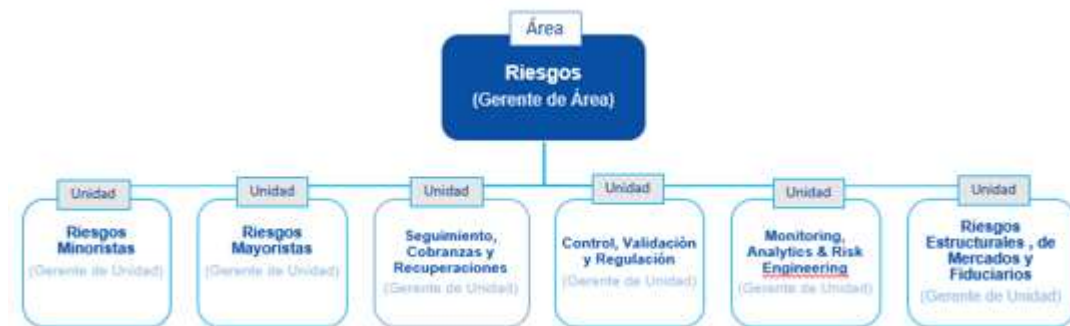 Área
Riesgos
(Gerente de Área)
Unidad
Riesgos
Minoristas
(Gerente de Unidad)
Unidad
Riesgos
Mayoristas
(Gerente de Unidad)
Unidad
Seguimiento,
Cobranzas y
Recuperaciones
(Gerente de Unidad)
Unidad
Control, Validación
y Regulación
(Gerente de Unidad)
Unidad
Monitoring,
Analytics & Risk
Engineering
(Gerente de Unidad)
Unidad
Riesgos
Estructurales , de
Mercados y
Fiduciarios
(Gerente de Unidad)